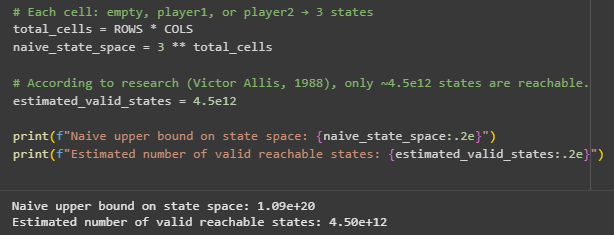 # Each cell: empty, player1, or player2 → 3 states
total_cells = ROWS * COLS
naive_state_space = 3 ** total_cells
# According to research (Victor Allis, 1988), only ~4.5e12 states are reachable.
estimated_valid_states = 4.5e12
print(f"Naive upper bound on state space: {naive_state_space:.2e}")
print(f"Estimated number of valid reachable states: {estimated_valid_states:.2e}")
Naive upper bound on state space: 1.09e+20
Estimated number of valid reachable states: 4.50e+12